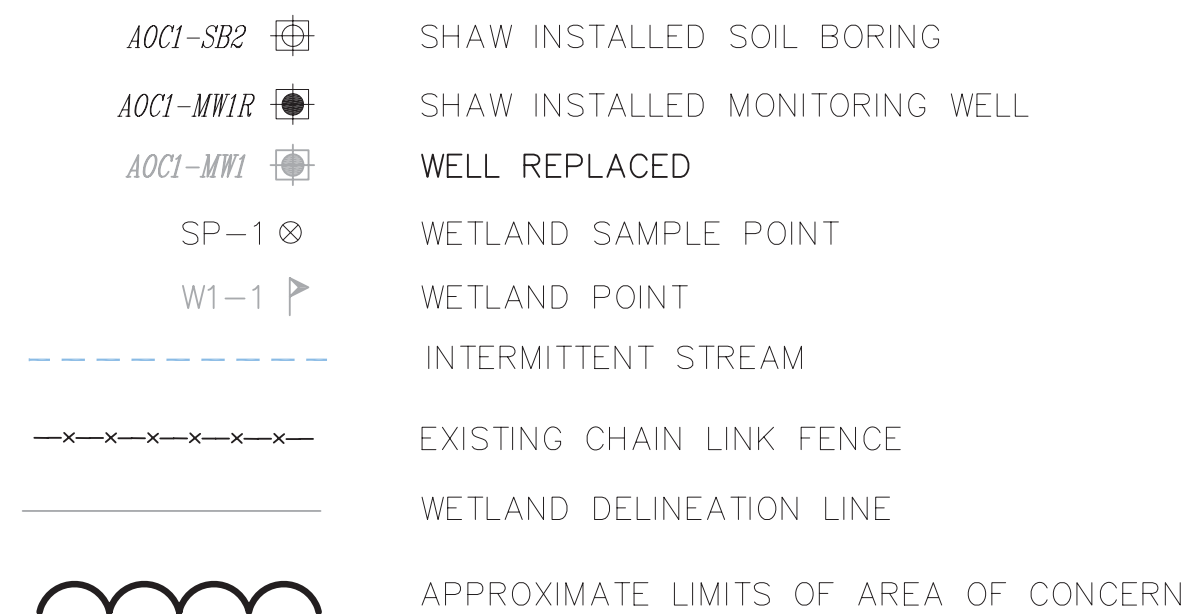 AOC1-SB2 SHAW INSTALLED SOIL BORING
AOC1-MW1R SHAW INSTALLED MONITORING WELL
AOC1-MW1 WELL REPLACED
SP-1 WETLAND SAMPLE POINT
W1-1 WETLAND POINT
INTERMITTENT STREAM
EXISTING CHAIN LINK FENCE
WETLAND DELINEATION LINE
APPROXIMATE LIMITS OF AREA OF CONCERN